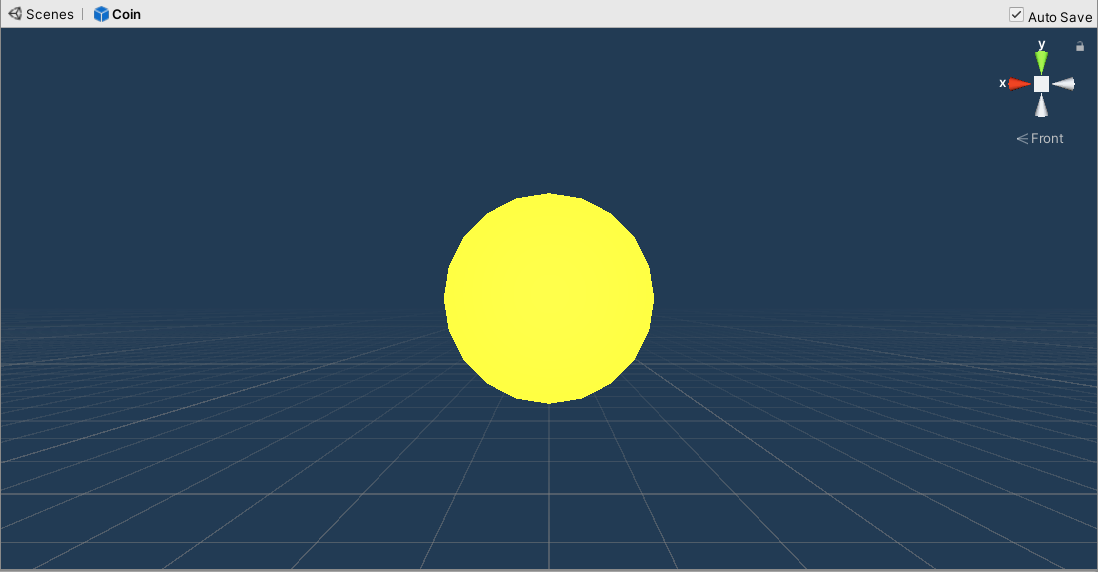 Scenes | Coin
Auto Save
y
x
Front